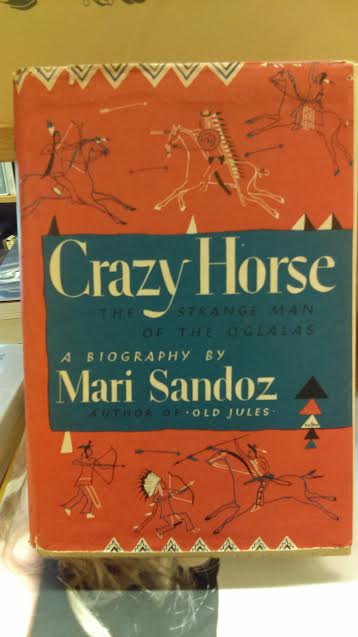 Crazy Horse
THE STRANGE MAN
OF THE OGLALAS
A BIOGRAPHY BY
Mari Sandoz
AUTHOR OF · OLD JULES ·